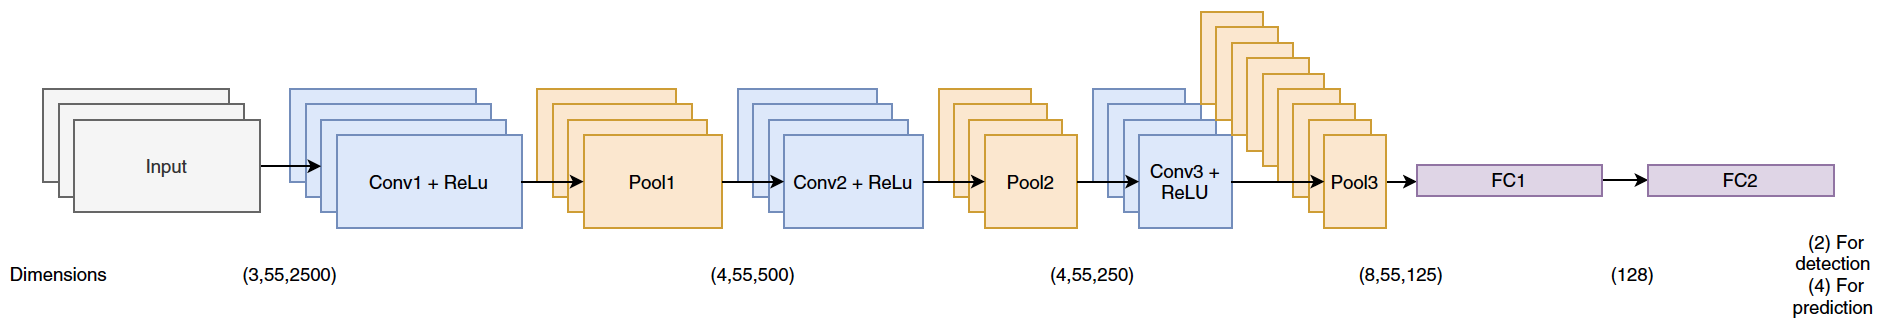 Input
Conv1 + ReLu
Pool1
Conv2 + ReLu
Pool2
Conv3 +
ReLU
Pool3
FC1
FC2
Dimensions
(3,55,2500)
(4,55,500)
(4,55,250)
(8,55,125)
(128)
(2) For
detection
(4) For
prediction